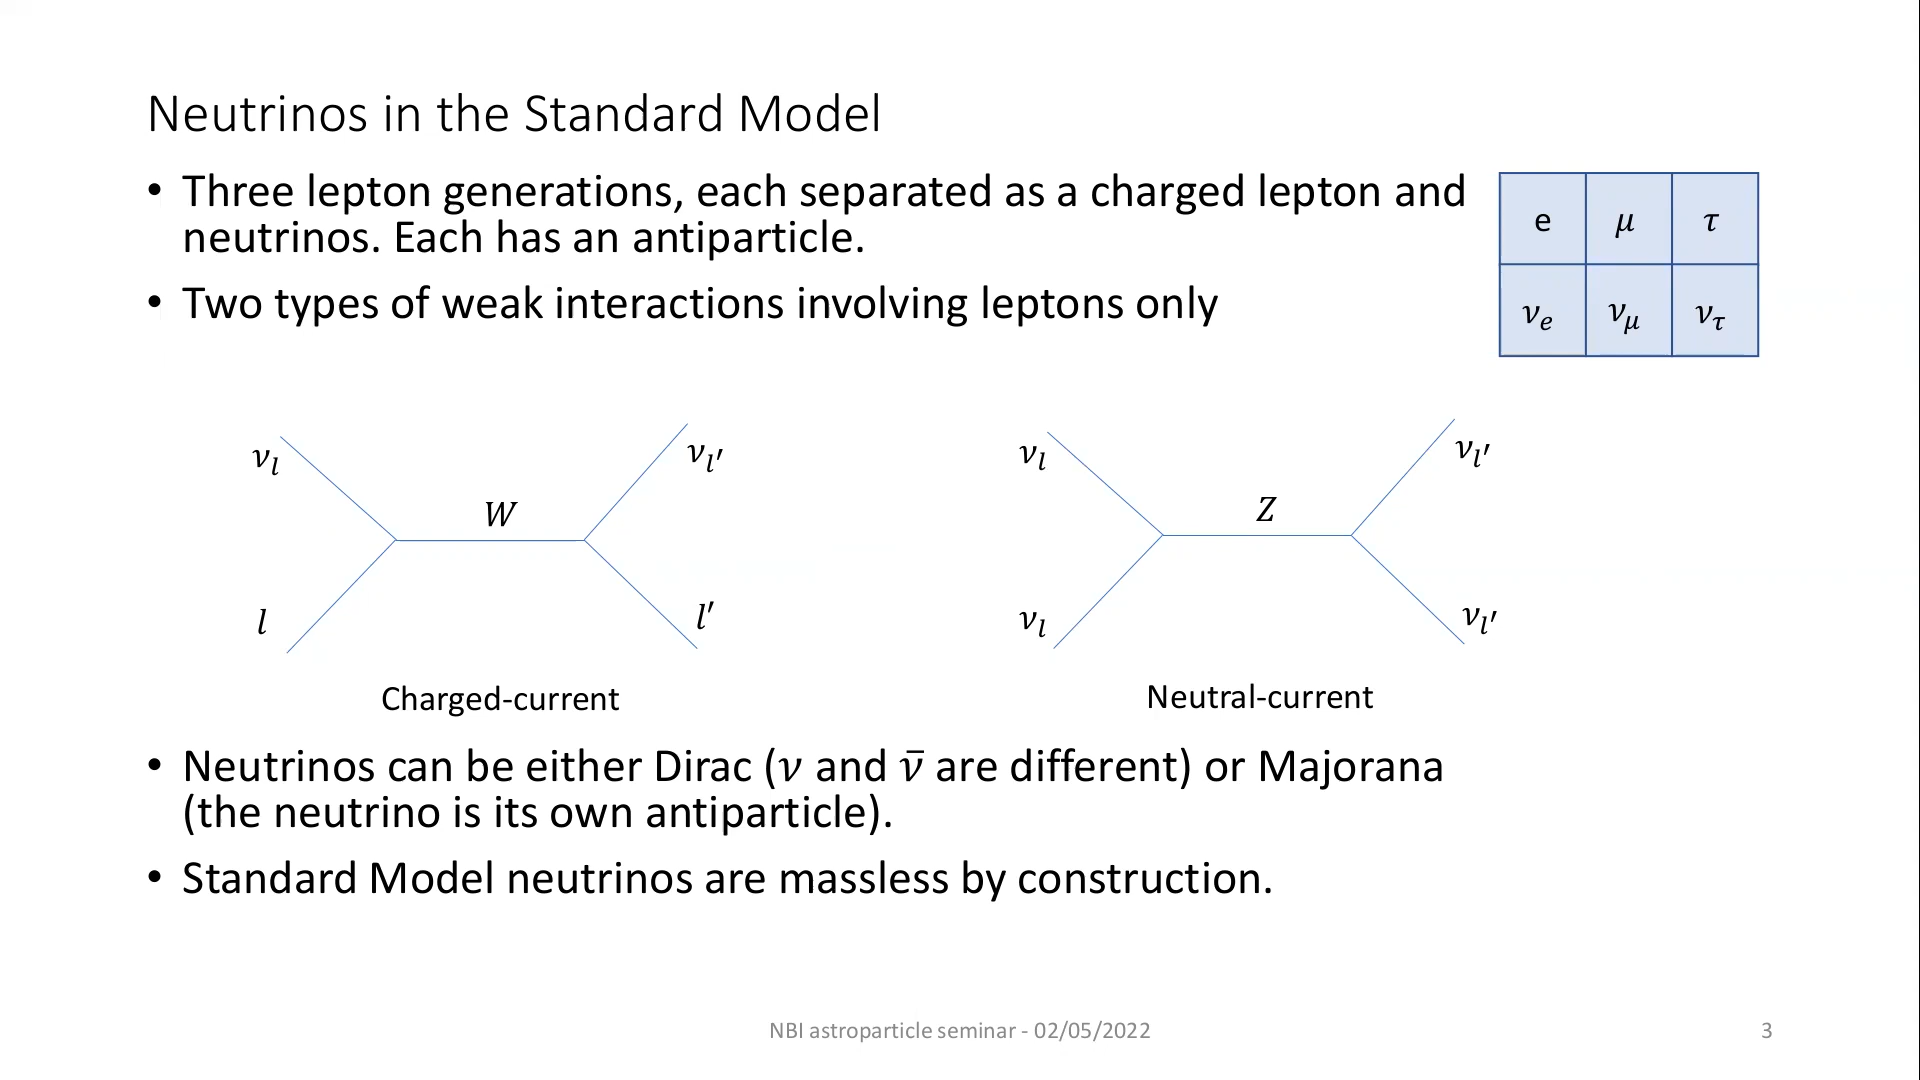 Neutrinos in the Standard Model
• Three lepton generations, each separated as a charged lepton and
neutrinos. Each has an antiparticle.
• Two types of weak interactions involving leptons only
e μ τ
νₑ ν_μ ν_τ
ν_l ν_l′
W
l l′
Charged-current
ν_l ν_l′
Z
ν_l ν_l′
Neutral-current
• Neutrinos can be either Dirac (ν and ν̄ are different) or Majorana
(the neutrino is its own antiparticle).
• Standard Model neutrinos are massless by construction.
NBI astroparticle seminar - 02/05/2022
3